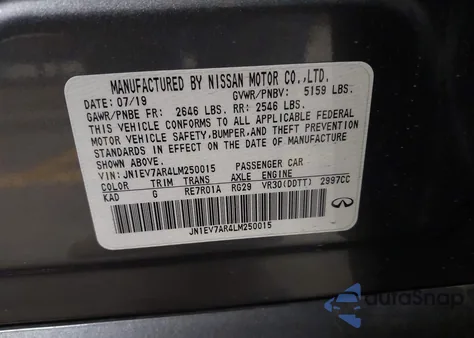 MANUFACTURED BY NISSAN MOTOR CO.,LTD.
DATE: 07/19 GVWR/PNBV: 5159 LBS.
GAWR/PNBE FR: 2646 LBS. RR: 2546 LBS.
THIS VEHICLE CONFORMS TO ALL APPLICABLE FEDERAL
MOTOR VEHICLE SAFETY,BUMPER,AND THEFT PREVENTION
STANDARDS IN EFFECT ON THE DATE OF MANUFACTURE
SHOWN ABOVE.
VIN: JN1EV7AR4LM250015 PASSENGER CAR
COLOR TRIM TRANS AXLE ENGINE
KAD G RE7R01A RG29 VR30(DDTT) 2997CC
JN1EV7AR4LM250015
autoSnap